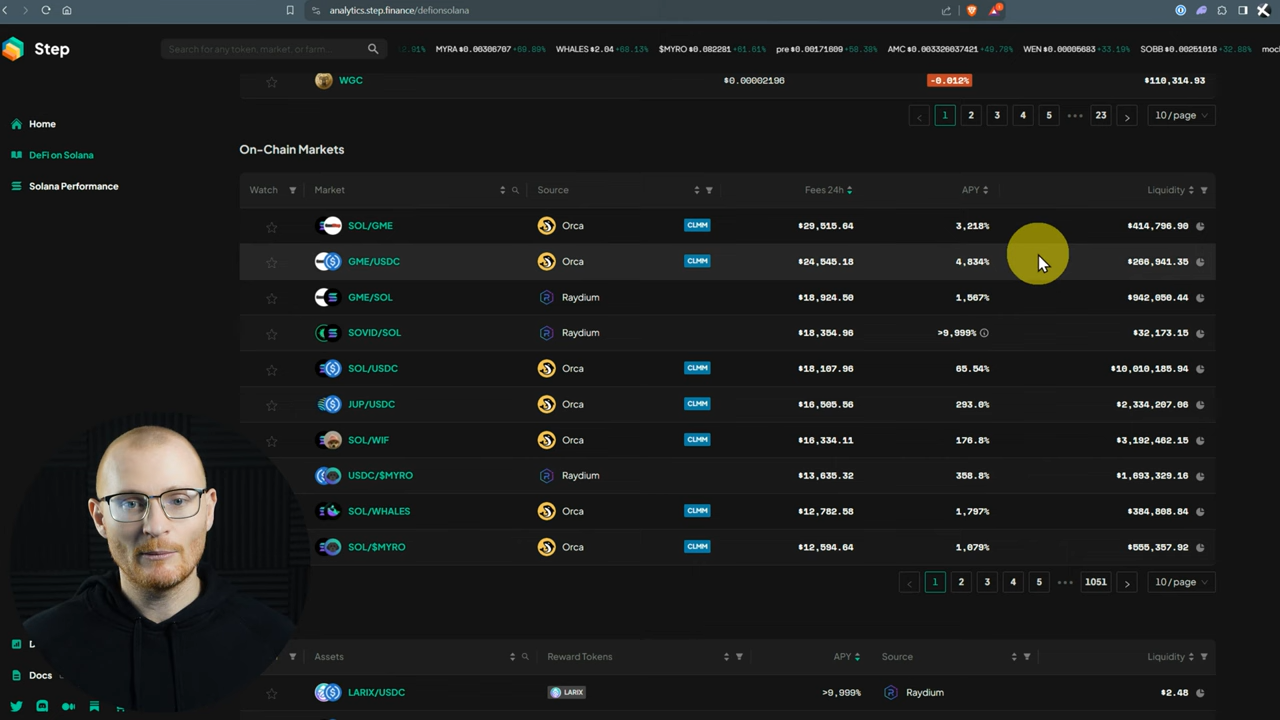 analytics.step.finance/defionsolana
Step
Search for any token, market, or farm...
2.91% MYRA $0.00306707 +69.89% WHALES $2.04 +68.13% $MYRO $0.082281 +61.61% pre $0.00171609 +58.36% AMC $0.003326037421 +49.78% WEN $0.00005683 +33.19% SOBB $0.00251016 +32.88% moc
WGC $0.00002196 -0.012% $110,314.93
1 2 3 4 5 ••• 23 10 / page
Home
DeFi on Solana
Solana Performance
On-Chain Markets
Watch Market Source Fees 24h APY Liquidity
SOL/GME Orca CLMM $29,515.64 3,218% $414,796.90
GME/USDC Orca CLMM $24,545.18 4,834% $266,941.35
GME/SOL Raydium $18,924.50 1,567% $942,050.44
SOVID/SOL Raydium $18,354.96 >9,999% $32,173.15
SOL/USDC Orca CLMM $18,107.96 65.54% $10,010,185.94
JUP/USDC Orca CLMM $16,505.56 293.0% $2,334,207.06
SOL/WIF Orca CLMM $16,334.11 176.8% $3,192,462.15
USDC/$MYRO Raydium $13,635.32 358.8% $1,693,329.16
SOL/WHALES Orca CLMM $12,782.58 1,797% $384,808.84
SOL/$MYRO Orca CLMM $12,594.64 1,079% $555,357.92
1 2 3 4 5 ••• 1051 10 / page
Assets Reward Tokens APY Source Liquidity
LARIX/USDC LARIX >9,999% Raydium $2.48
L
Docs